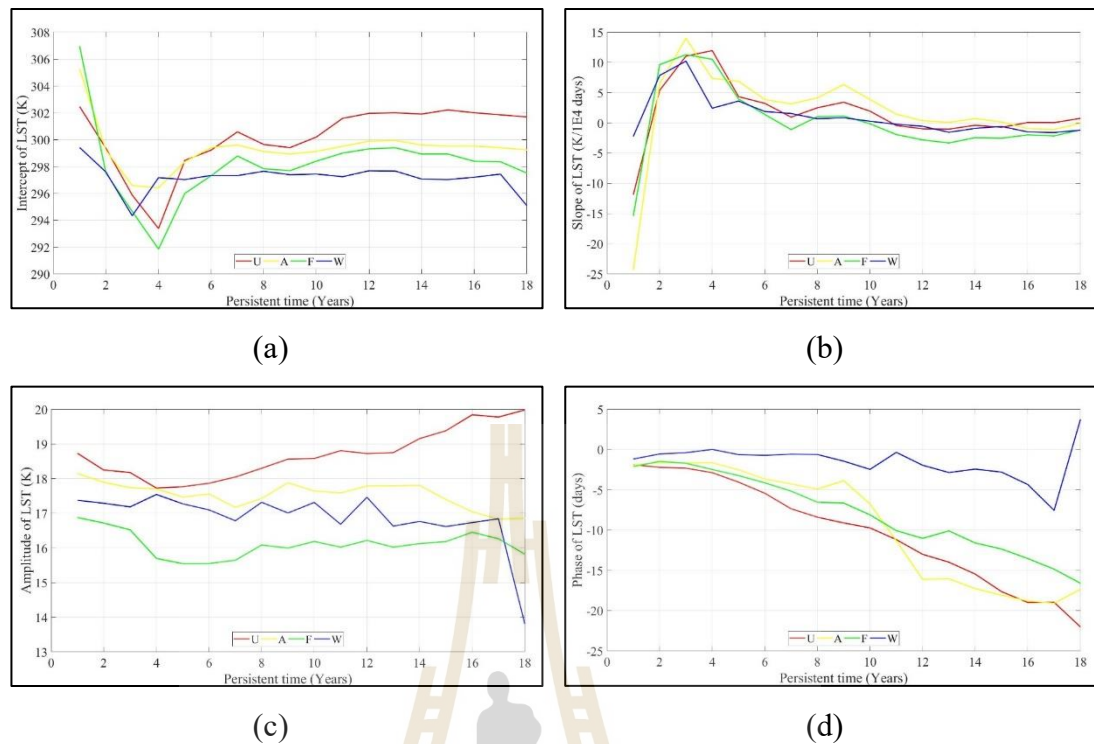 308
306
304
302
300
298
296
294
292
290
Intercept of LST (K)
U A F W
0 2 4 6 8 10 12 14 16 18
Persistent time (Years)
(a)
15
10
5
0
-5
-10
-15
-20
-25
Slope of LST (K/1E4 days)
U A F W
0 2 4 6 8 10 12 14 16 18
Persistent time (Years)
(b)
20
19
18
17
16
15
14
13
Amplitude of LST (K)
U A F W
0 2 4 6 8 10 12 14 16 18
Persistent time (Years)
(c)
5
0
-5
-10
-15
-20
-25
Phase of LST (days)
U A F W
0 2 4 6 8 10 12 14 16 18
Persistent time (Years)
(d)